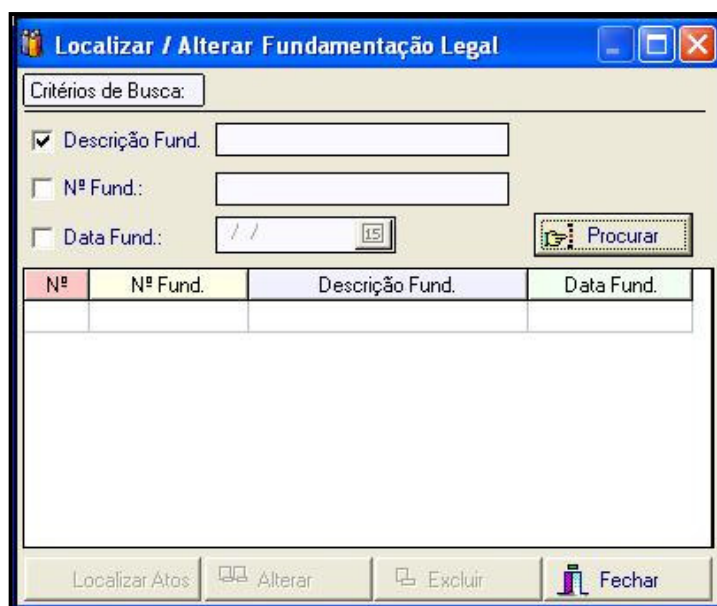 Localizar / Alterar Fundamentação Legal
Critérios de Busca:
Descrição Fund.
Nº Fund.:
Data Fund.: / / 15 Procurar
Nº Nº Fund. Descrição Fund. Data Fund.
Localizar Atos Alterar Excluir Fechar